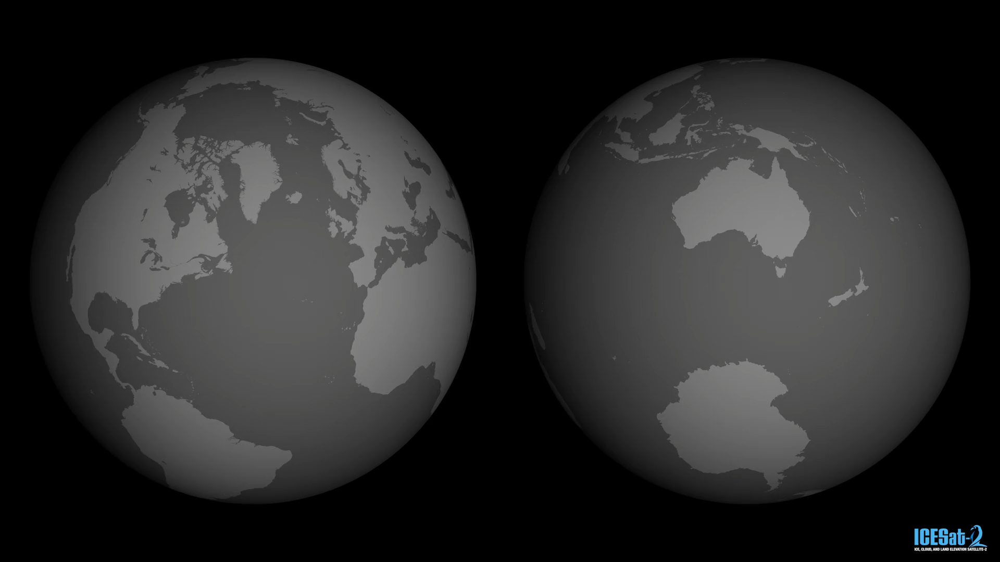 ICESat-2
ICE, CLOUD, AND LAND ELEVATION SATELLITE-2